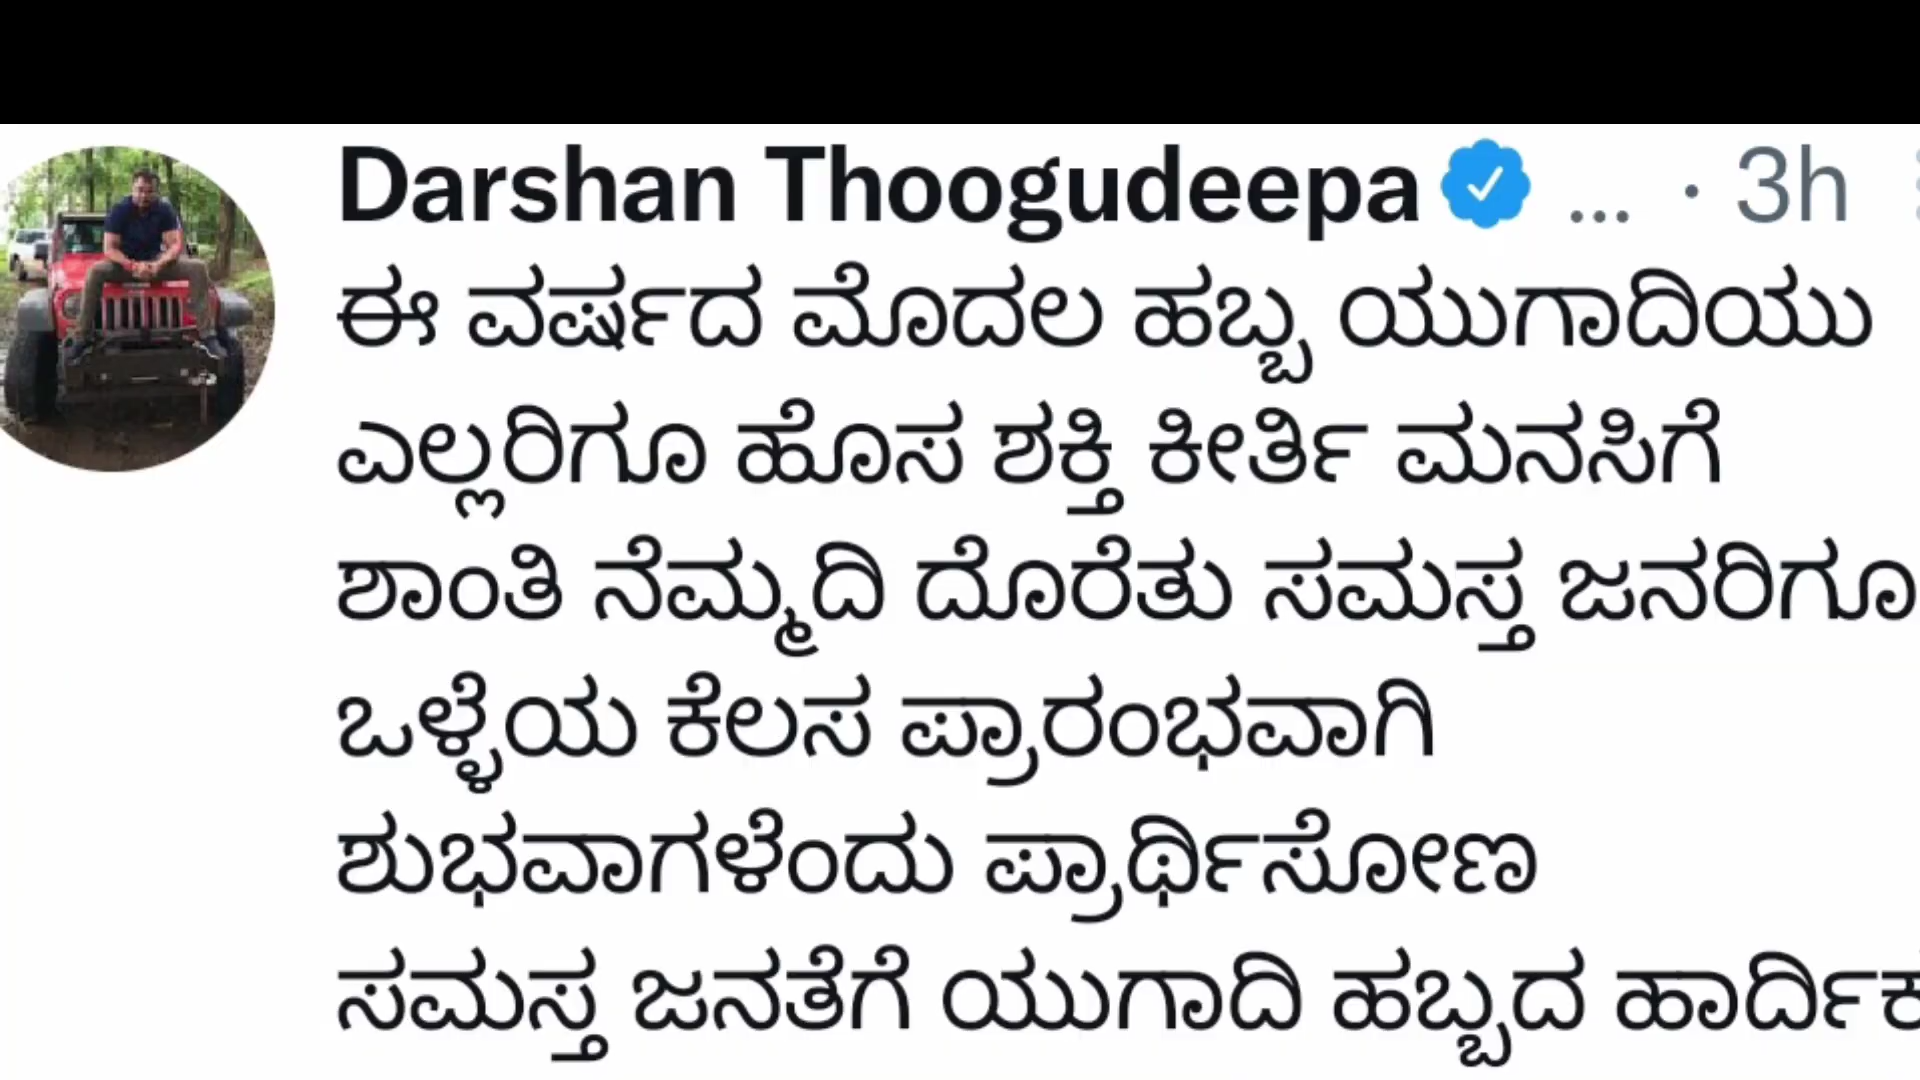 Darshan Thoogudeepa ... · 3h
ಈ ವರ್ಷದ ಮೊದಲ ಹಬ್ಬ ಯುಗಾದಿಯು
ಎಲ್ಲರಿಗೂ ಹೊಸ ಶಕ್ತಿ ಕೀರ್ತಿ ಮನಸಿಗೆ
ಶಾಂತಿ ನೆಮ್ಮದಿ ದೊರೆತು ಸಮಸ್ತ ಜನರಿಗೂ
ಒಳ್ಳೆಯ ಕೆಲಸ ಪ್ರಾರಂಭವಾಗಿ
ಶುಭವಾಗಳೆಂದು ಪ್ರಾರ್ಥಿಸೋಣ
ಸಮಸ್ತ ಜನತೆಗೆ ಯುಗಾದಿ ಹಬ್ಬದ ಹಾರ್ದಿಕ